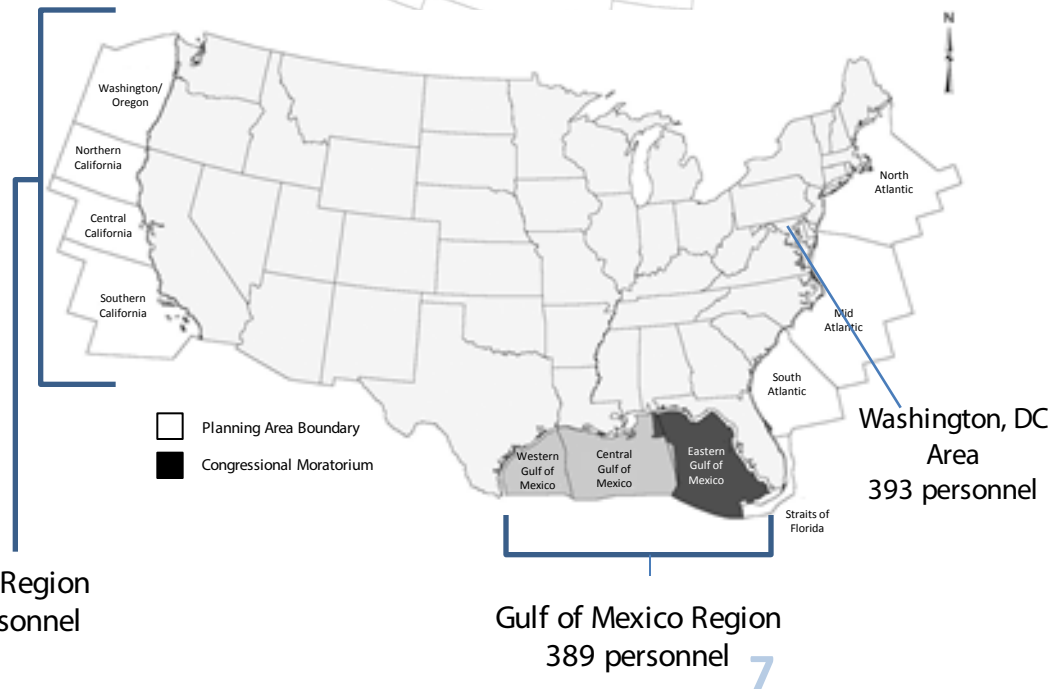 N
Washington/
Oregon
Northern
California
Central
California
Southern
California
North
Atlantic
Mid
Atlantic
South
Atlantic
Planning Area Boundary
Congressional Moratorium
Western
Gulf of
Mexico
Central
Gulf of
Mexico
Eastern
Gulf of
Mexico
Straits of
Florida
Washington, DC
Area
393 personnel
Region
Gulf of Mexico Region
389 personnel
7